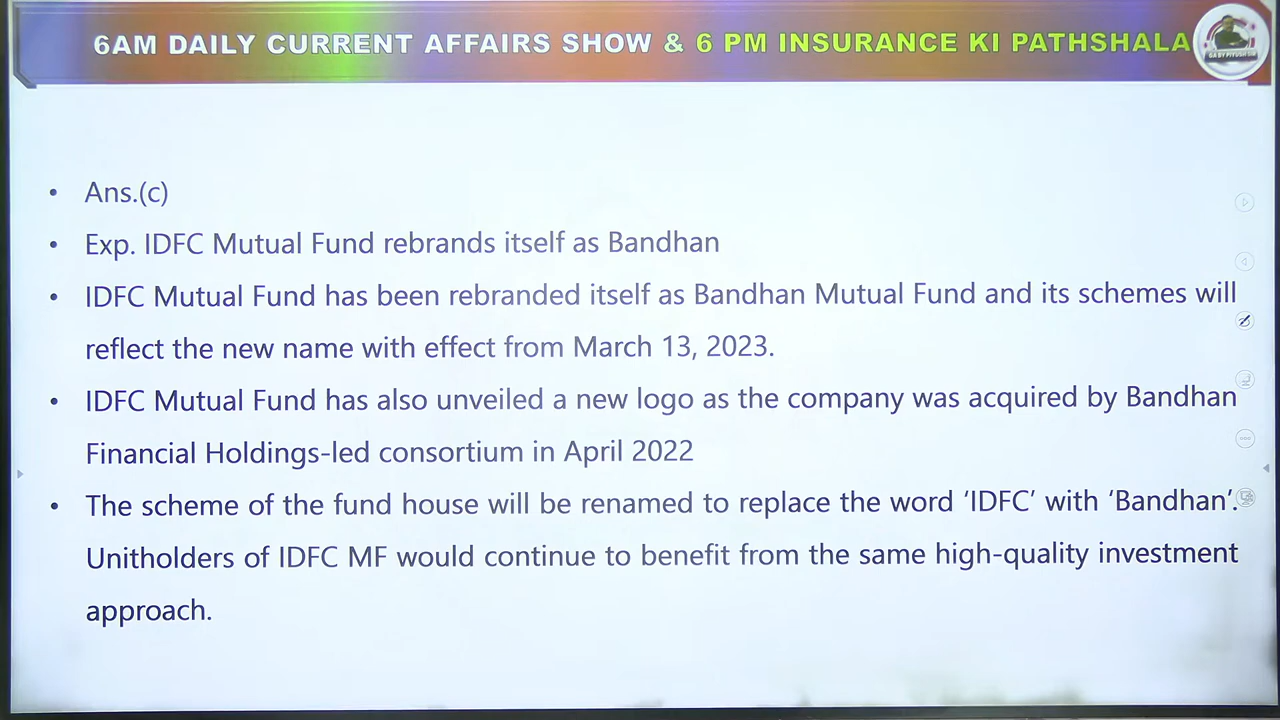 6AM DAILY CURRENT AFFAIRS SHOW & 6 PM INSURANCE KI PATHSHALA
GA BY PIYUSH SIR
• Ans.(c)
• Exp. IDFC Mutual Fund rebrands itself as Bandhan
• IDFC Mutual Fund has been rebranded itself as Bandhan Mutual Fund and its schemes will
reflect the new name with effect from March 13, 2023.
• IDFC Mutual Fund has also unveiled a new logo as the company was acquired by Bandhan
Financial Holdings-led consortium in April 2022
• The scheme of the fund house will be renamed to replace the word ‘IDFC’ with ‘Bandhan’.
Unitholders of IDFC MF would continue to benefit from the same high-quality investment
approach.